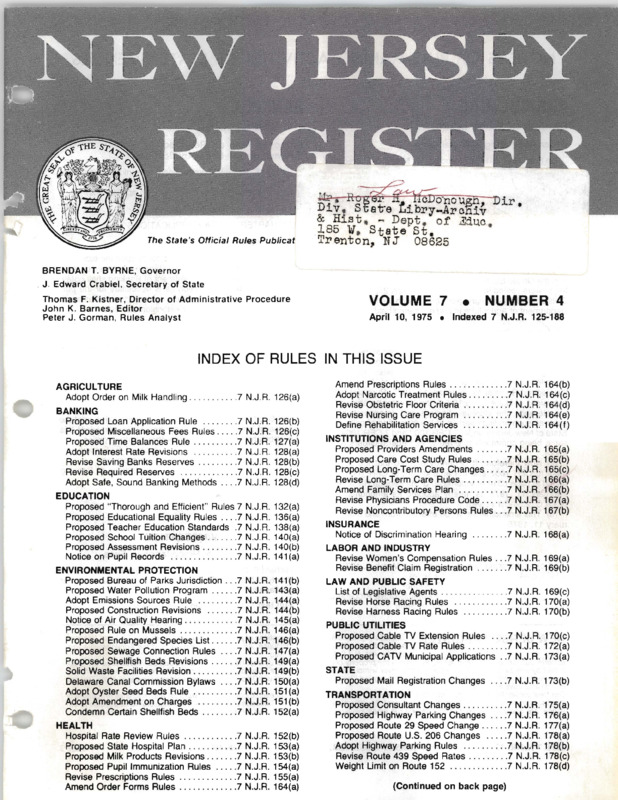 NEW JERSEY
REGISTER
THE GREAT SEAL OF THE STATE OF NEW JERSEY
Law
Mr. Roger H. McDonough, Dir.
Div. State Libry-Archiv
& Hist. - Dept. of Educ.
185 W. State St.
Trenton, NJ 08625
The State's Official Rules Publicat
BRENDAN T. BYRNE, Governor
J. Edward Crabiel, Secretary of State
Thomas F. Kistner, Director of Administrative Procedure
John K. Barnes, Editor
Peter J. Gorman, Rules Analyst
VOLUME 7 • NUMBER 4
April 10, 1975 • Indexed 7 N.J.R. 125-188
INDEX OF RULES IN THIS ISSUE
AGRICULTURE
Adopt Order on Milk Handling...........7 N.J.R. 126(a)
BANKING
Proposed Loan Application Rule ........7 N.J.R. 126(b)
Proposed Miscellaneous Fees Rules.....7 N.J.R. 126(c)
Proposed Time Balances Rule ..........7 N.J.R. 127(a)
Adopt Interest Rate Revisions ..........7 N.J.R. 128(a)
Revise Saving Banks Reserves .........7 N.J.R. 128(b)
Revise Required Reserves .............7 N.J.R. 128(c)
Adopt Safe, Sound Banking Methods ....7 N.J.R. 128(d)
EDUCATION
Proposed "Thorough and Efficient" Rules 7 N.J.R. 132(a)
Proposed Educational Equality Rules ....7 N.J.R. 136(a)
Proposed Teacher Education Standards .7 N.J.R. 138(a)
Proposed School Tuition Changes......7 N.J.R. 140(a)
Proposed Assessment Revisions ........7 N.J.R. 140(b)
Notice on Pupil Records ..............7 N.J.R. 141(a)
ENVIRONMENTAL PROTECTION
Proposed Bureau of Parks Jurisdiction ...7 N.J.R. 141(b)
Proposed Water Pollution Program ......7 N.J.R. 143(a)
Adopt Emissions Sources Rule .........7 N.J.R. 144(a)
Proposed Construction Revisions .......7 N.J.R. 144(b)
Notice of Air Quality Hearing...........7 N.J.R. 145(a)
Proposed Rule on Mussels .............7 N.J.R. 146(a)
Proposed Endangered Species List......7 N.J.R. 146(b)
Proposed Sewage Connection Rules ....7 N.J.R. 147(a)
Proposed Shellfish Beds Revisions ......7 N.J.R. 149(a)
Solid Waste Facilities Revision ..........7 N.J.R. 149(b)
Delaware Canal Commission Bylaws ....7 N.J.R. 150(a)
Adopt Oyster Seed Beds Rule .........7 N.J.R. 151(a)
Adopt Amendment on Charges ........7 N.J.R. 151(b)
Condemn Certain Shellfish Beds ........7 N.J.R. 152(a)
HEALTH
Hospital Rate Review Rules ............7 N.J.R. 152(b)
Proposed State Hospital Plan ..........7 N.J.R. 153(a)
Proposed Milk Products Revisions.......7 N.J.R. 153(b)
Proposed Pupil Immunization Rules .....7 N.J.R. 154(a)
Revise Prescriptions Rules .............7 N.J.R. 155(a)
Amend Order Forms Rules ............7 N.J.R. 164(a)
Amend Prescriptions Rules ............7 N.J.R. 164(b)
Adopt Narcotic Treatment Rules........7 N.J.R. 164(c)
Revise Obstetric Floor Criteria .........7 N.J.R. 164(d)
Revise Nursing Care Program ..........7 N.J.R. 164(e)
Define Rehabilitation Services ..........7 N.J.R. 164(f)
INSTITUTIONS AND AGENCIES
Proposed Providers Amendments .......7 N.J.R. 165(a)
Proposed Care Cost Study Rules .......7 N.J.R. 165(b)
Proposed Long-Term Care Changes.....7 N.J.R. 165(c)
Revise Long-Term Care Rules ..........7 N.J.R. 166(a)
Amend Family Services Plan ...........7 N.J.R. 166(b)
Revise Physicians Procedure Code......7 N.J.R. 167(a)
Revise Noncontributory Persons Rules...7 N.J.R. 167(b)
INSURANCE
Notice of Discrimination Hearing ........7 N.J.R. 168(a)
LABOR AND INDUSTRY
Revise Women's Compensation Rules ...7 N.J.R. 169(a)
Revise Benefit Claim Registration .......7 N.J.R. 169(b)
LAW AND PUBLIC SAFETY
List of Legislative Agents ..............7 N.J.R. 169(c)
Revise Horse Racing Rules ............7 N.J.R. 170(a)
Revise Harness Racing Rules ..........7 N.J.R. 170(b)
PUBLIC UTILITIES
Proposed Cable TV Extension Rules ....7 N.J.R. 170(c)
Proposed Cable TV Rate Rules .........7 N.J.R. 172(a)
Proposed CATV Municipal Applications ..7 N.J.R. 173(a)
STATE
Proposed Mail Registration Changes ....7 N.J.R. 173(b)
TRANSPORTATION
Proposed Consultant Changes..........7 N.J.R. 175(a)
Proposed Highway Parking Changes ....7 N.J.R. 176(a)
Proposed Route 29 Speed Change......7 N.J.R. 177(a)
Proposed Route U.S. 206 Changes .....7 N.J.R. 178(a)
Adopt Highway Parking Rules ..........7 N.J.R. 178(b)
Revise Route 439 Speed Rates .........7 N.J.R. 178(c)
Weight Limit on Route 152 ............7 N.J.R. 178(d)
(Continued on back page)